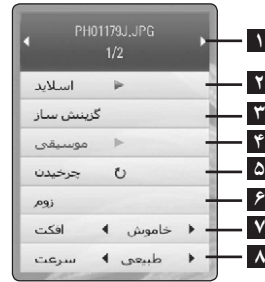 PH01179J.JPG
1/2
اسلاید
گزینش ساز
موسیقی
چرخیدن
زوم
افکت خاموش
سرعت طبیعی
۱
۲
۳
۴
۵
۶
۷
۸